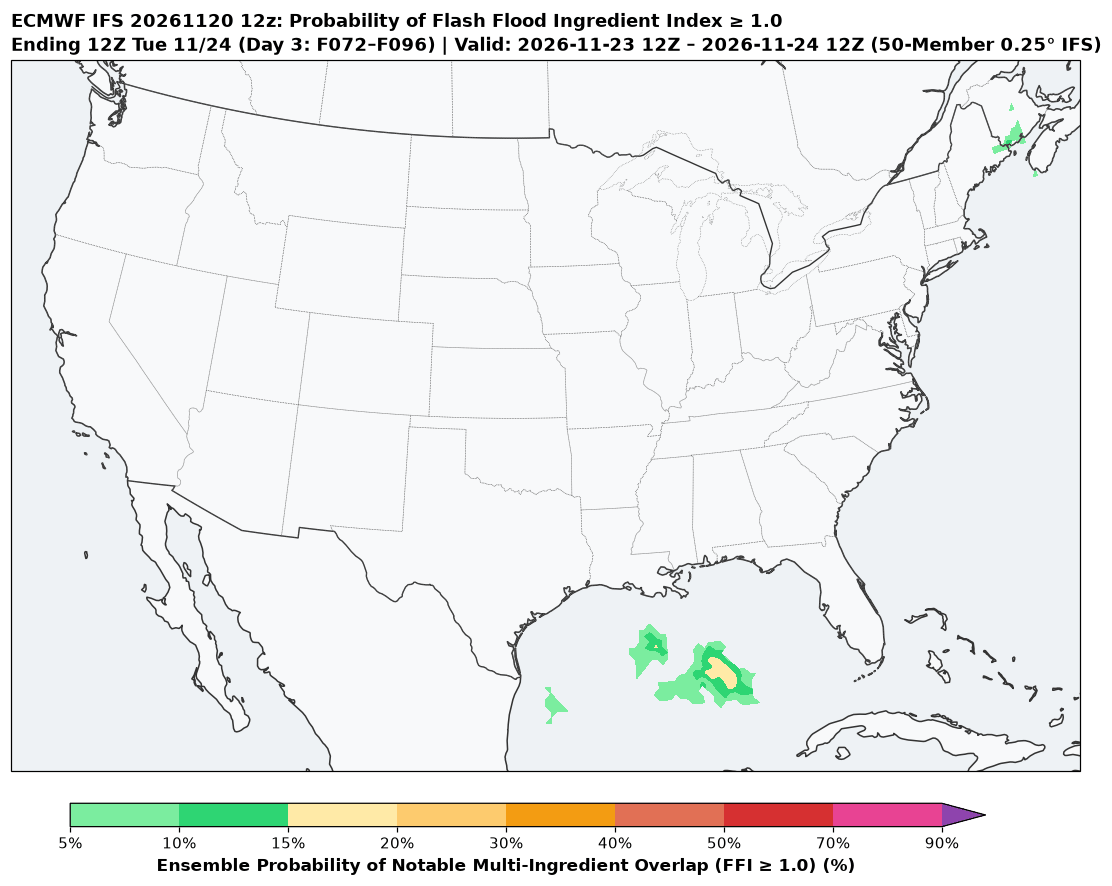 ECMWF IFS 20261120 12z: Probability of Flash Flood Ingredient Index ≥ 1.0
Ending 12Z Tue 11/24 (Day 3: F072–F096) | Valid: 2026-11-23 12Z – 2026-11-24 12Z (50-Member 0.25° IFS)
5% 10% 15% 20% 30% 40% 50% 70% 90%
Ensemble Probability of Notable Multi-Ingredient Overlap (FFI ≥ 1.0) (%)